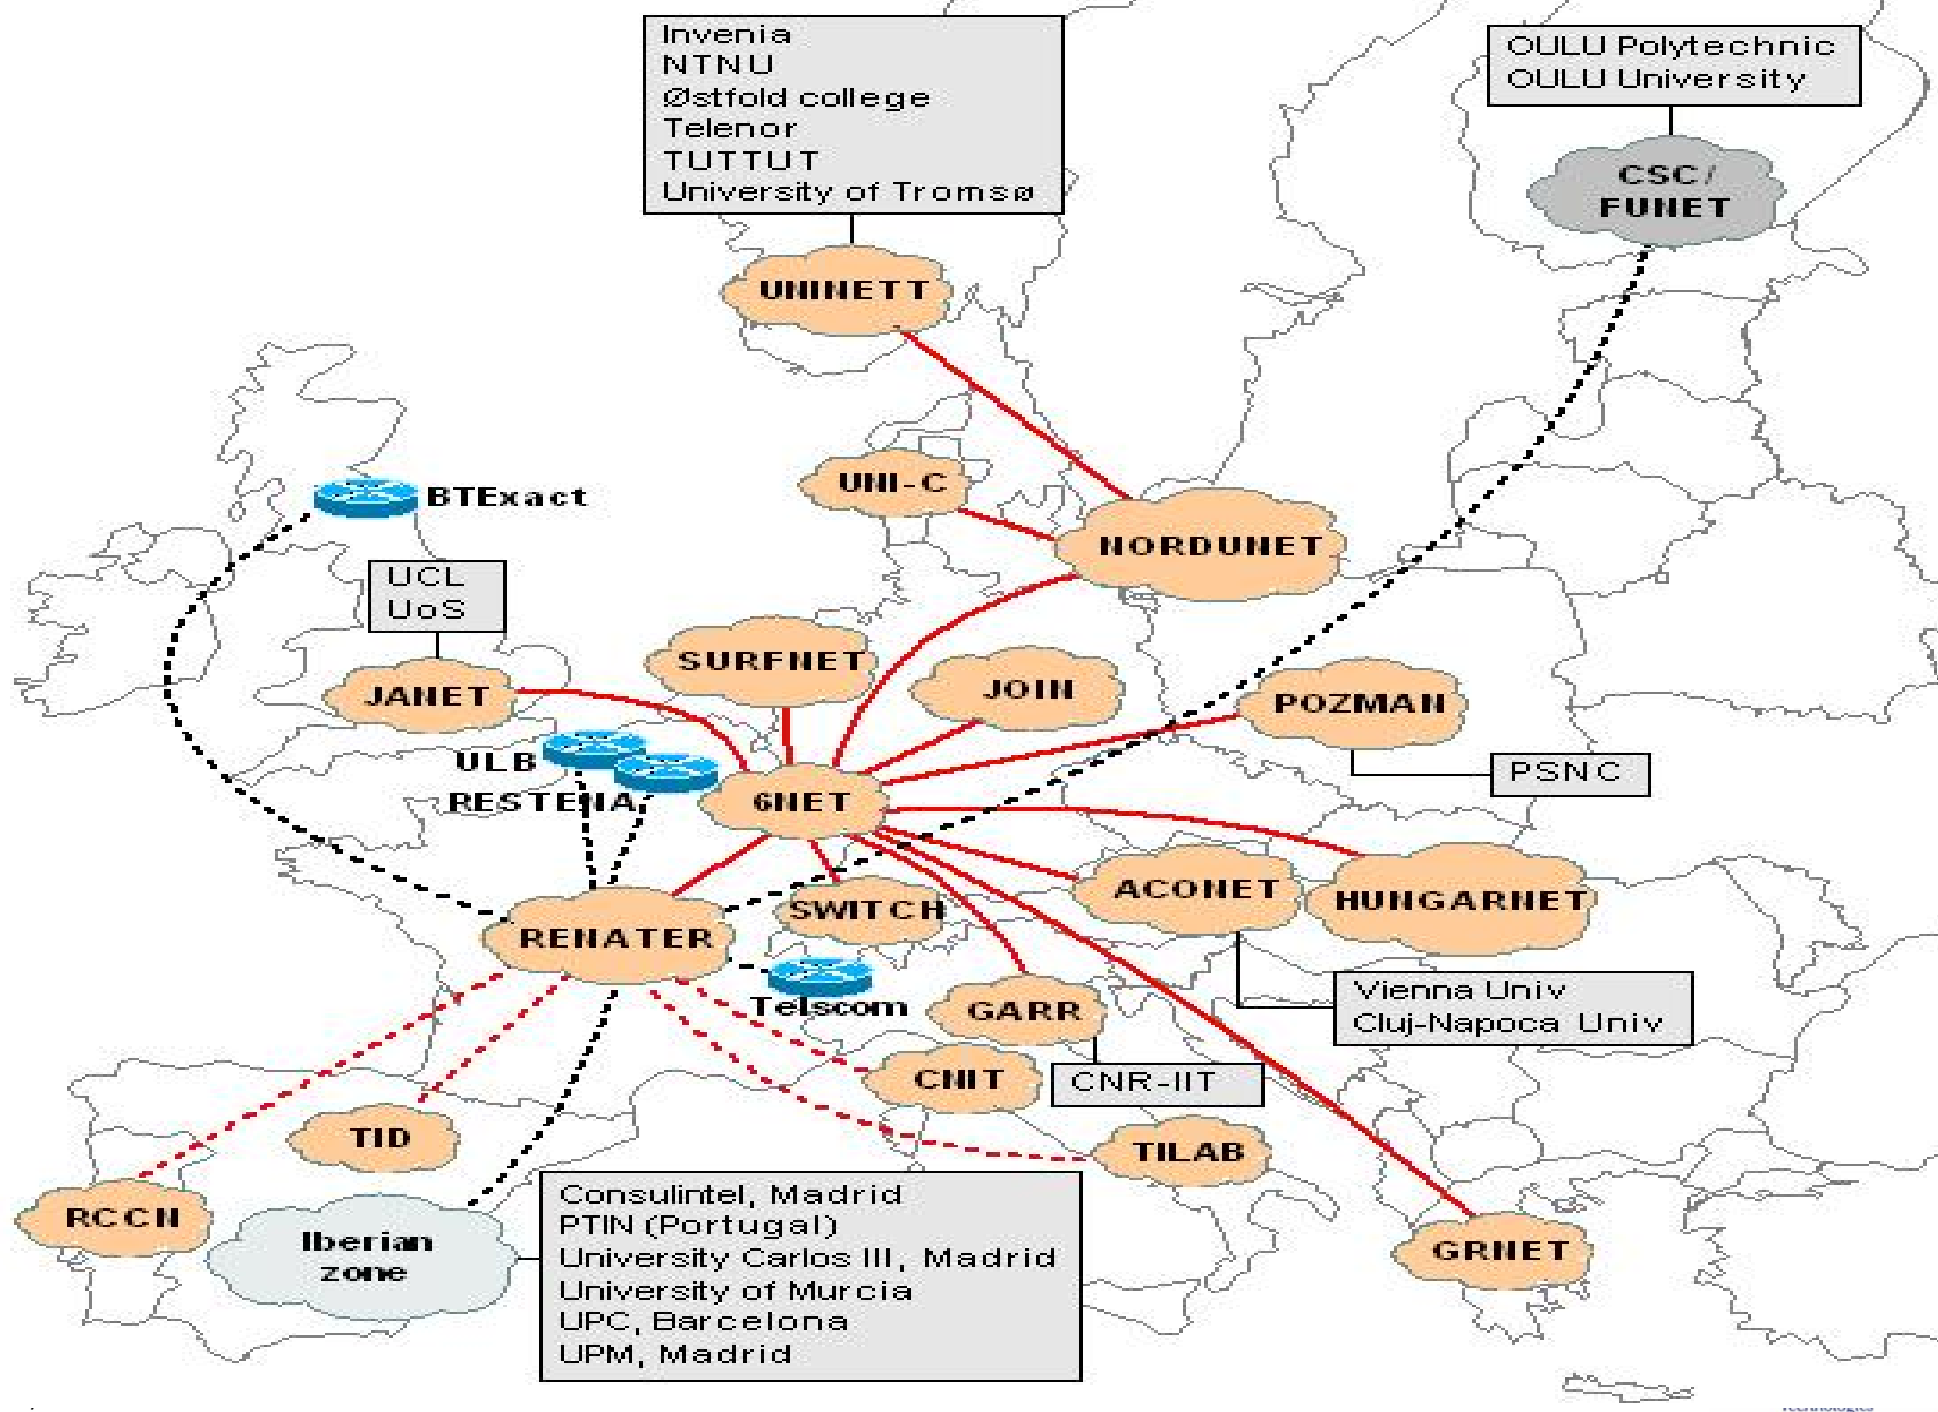 Invenia
NTNU
Østfold college
Telenor
TUTTUT
University of Tromsø
OULU Polytechnic
OULU University
CSC/
FUNET
UNINETT
UNI-C
BTExact
NORDUNET
UCL
UoS
SURFNET
JOIN
JANET
POZMAN
ULB
PSNC
RESTENA
6NET
ACONET
HUNGARNET
SWITCH
RENATER
Telscom
GARR
Vienna Univ
Cluj-Napoca Univ
CNIT
CNR-IIT
TID
TILAB
RCCN
Iberian
zone
Consulintel, Madrid
PTIN (Portugal)
University Carlos III, Madrid
University of Murcia
UPC, Barcelona
UPM, Madrid
GRNET